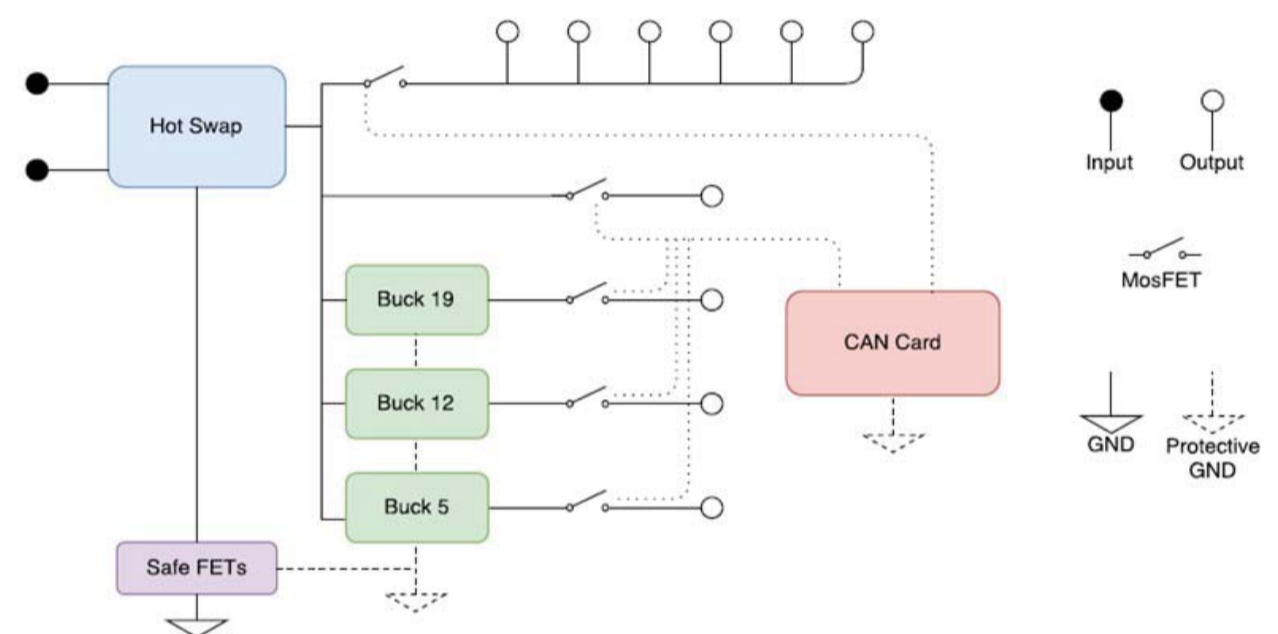 Hot Swap
Input
Output
MosFET
Buck 19
CAN Card
Buck 12
GND
Protective
GND
Buck 5
Safe FETs